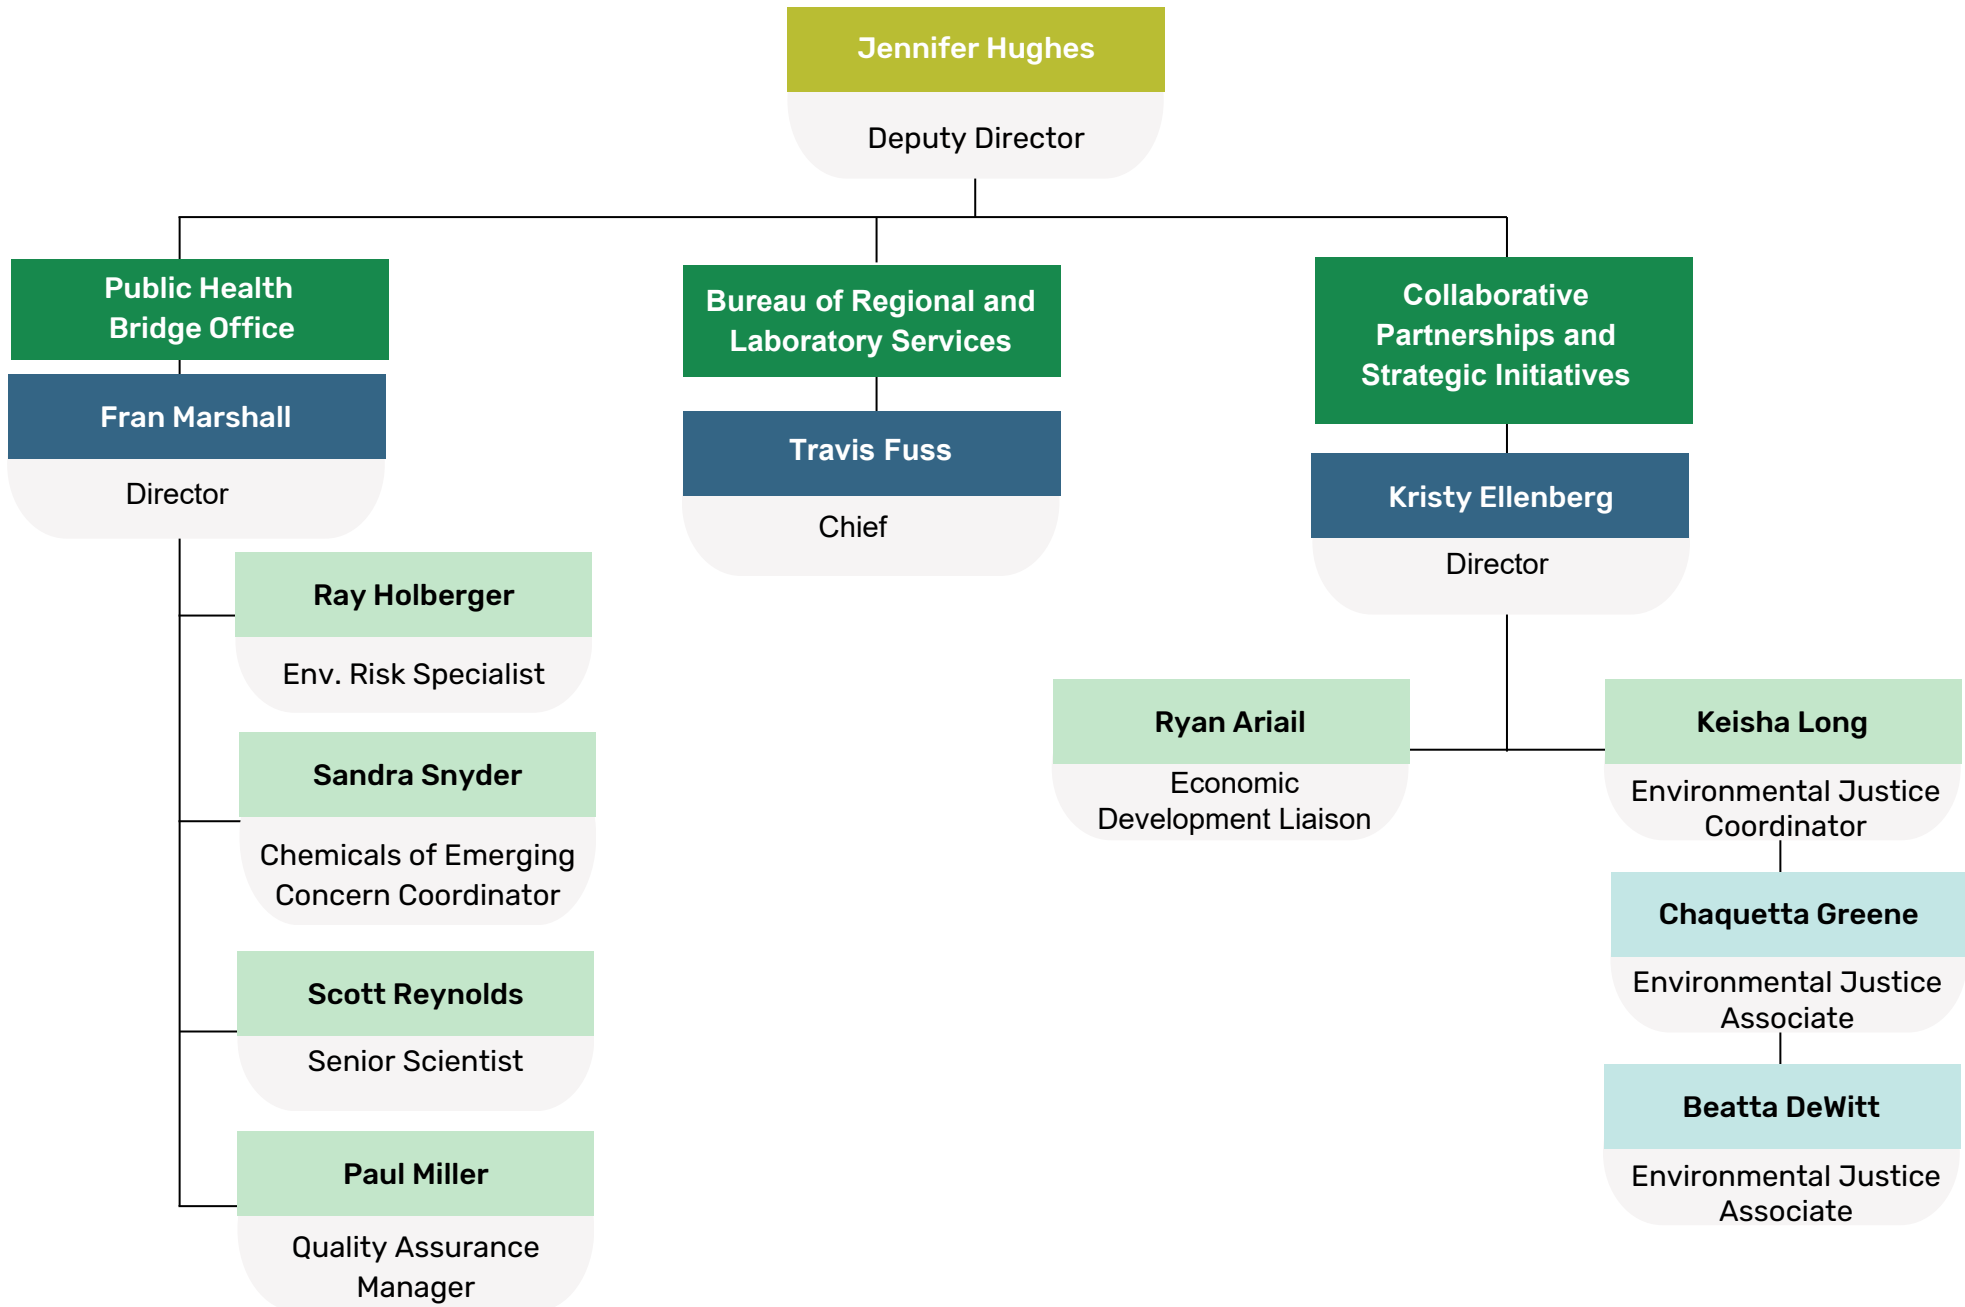 Jennifer Hughes
Deputy Director
Public Health
Bridge Office
Fran Marshall
Director
Ray Holberger
Env. Risk Specialist
Sandra Snyder
Chemicals of Emerging
Concern Coordinator
Scott Reynolds
Senior Scientist
Paul Miller
Quality Assurance
Manager
Bureau of Regional and
Laboratory Services
Travis Fuss
Chief
Collaborative
Partnerships and
Strategic Initiatives
Kristy Ellenberg
Director
Ryan Ariail
Economic
Development Liaison
Keisha Long
Environmental Justice
Coordinator
Chaquetta Greene
Environmental Justice
Associate
Beatta DeWitt
Environmental Justice
Associate